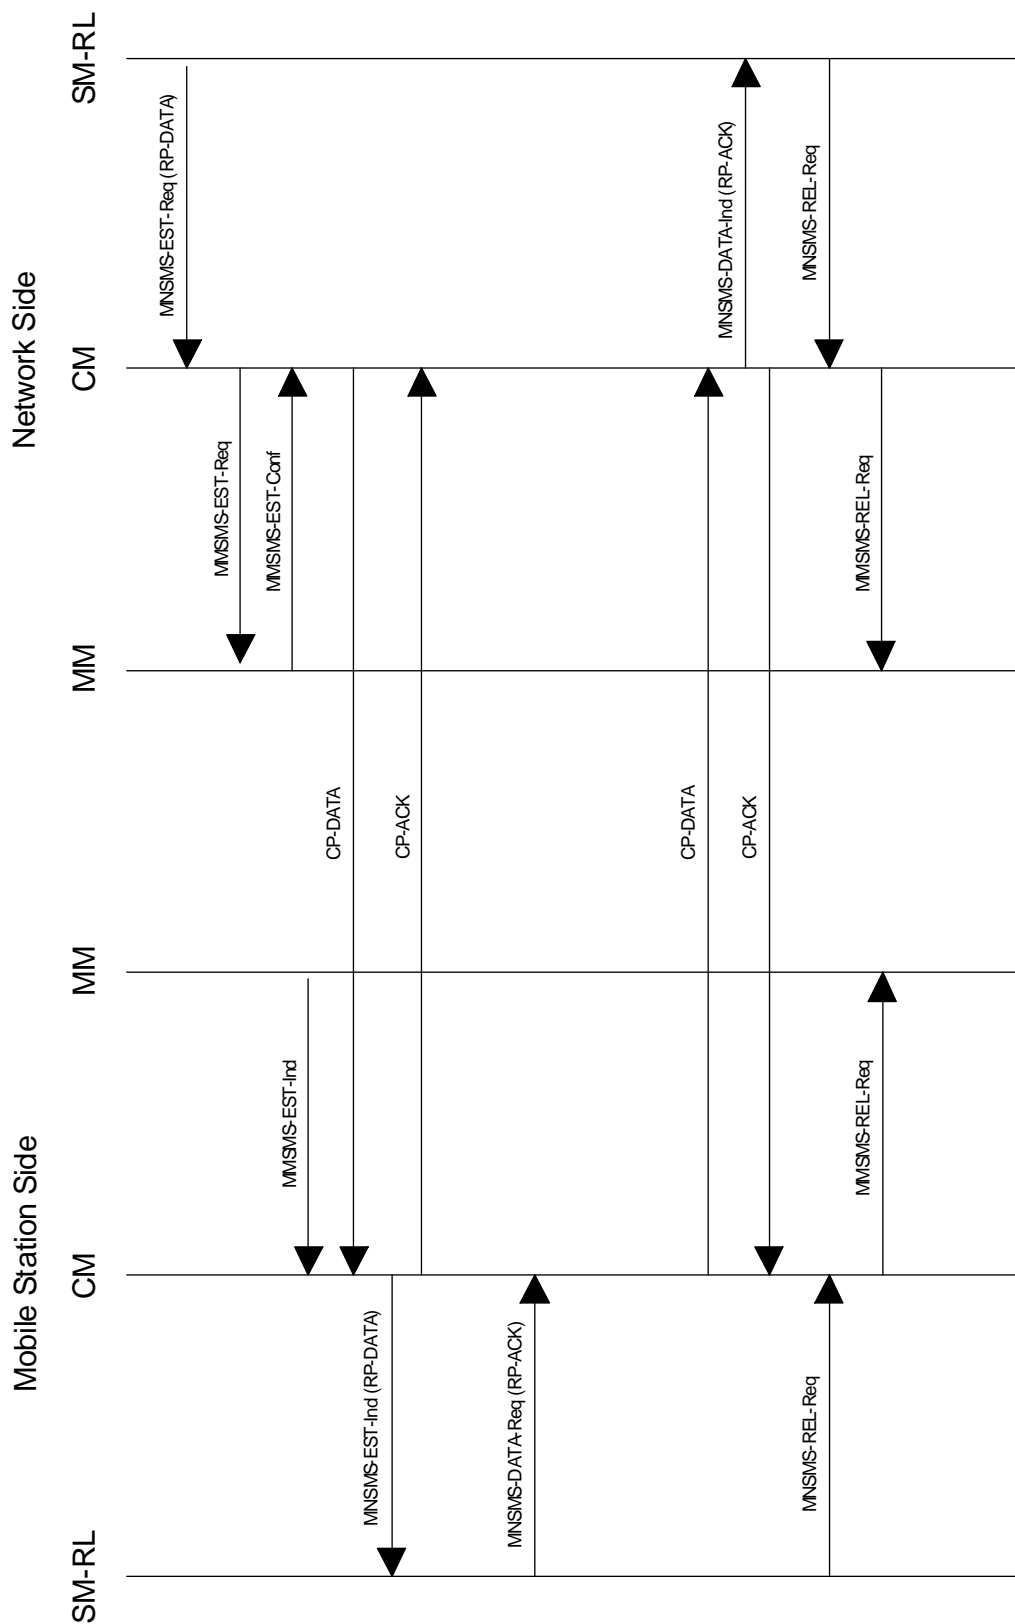 Mobile Station Side
Network Side
SM-RL
CM
MM
MM
CM
SM-RL
MNSMS-EST-Req (RP-DATA)
MMSMS-EST-Req
MMSMS-EST-Conf
MMSMS-EST-Ind
CP-DATA
MNSMS-EST-Ind (RP-DATA)
CP-ACK
MNSMS-DATA-Req (RP-ACK)
CP-DATA
MNSMS-DATA-Ind (RP-ACK)
CP-ACK
MNSMS-REL-Req
MNSMS-REL-Req
MMSMS-REL-Req
MMSMS-REL-Req